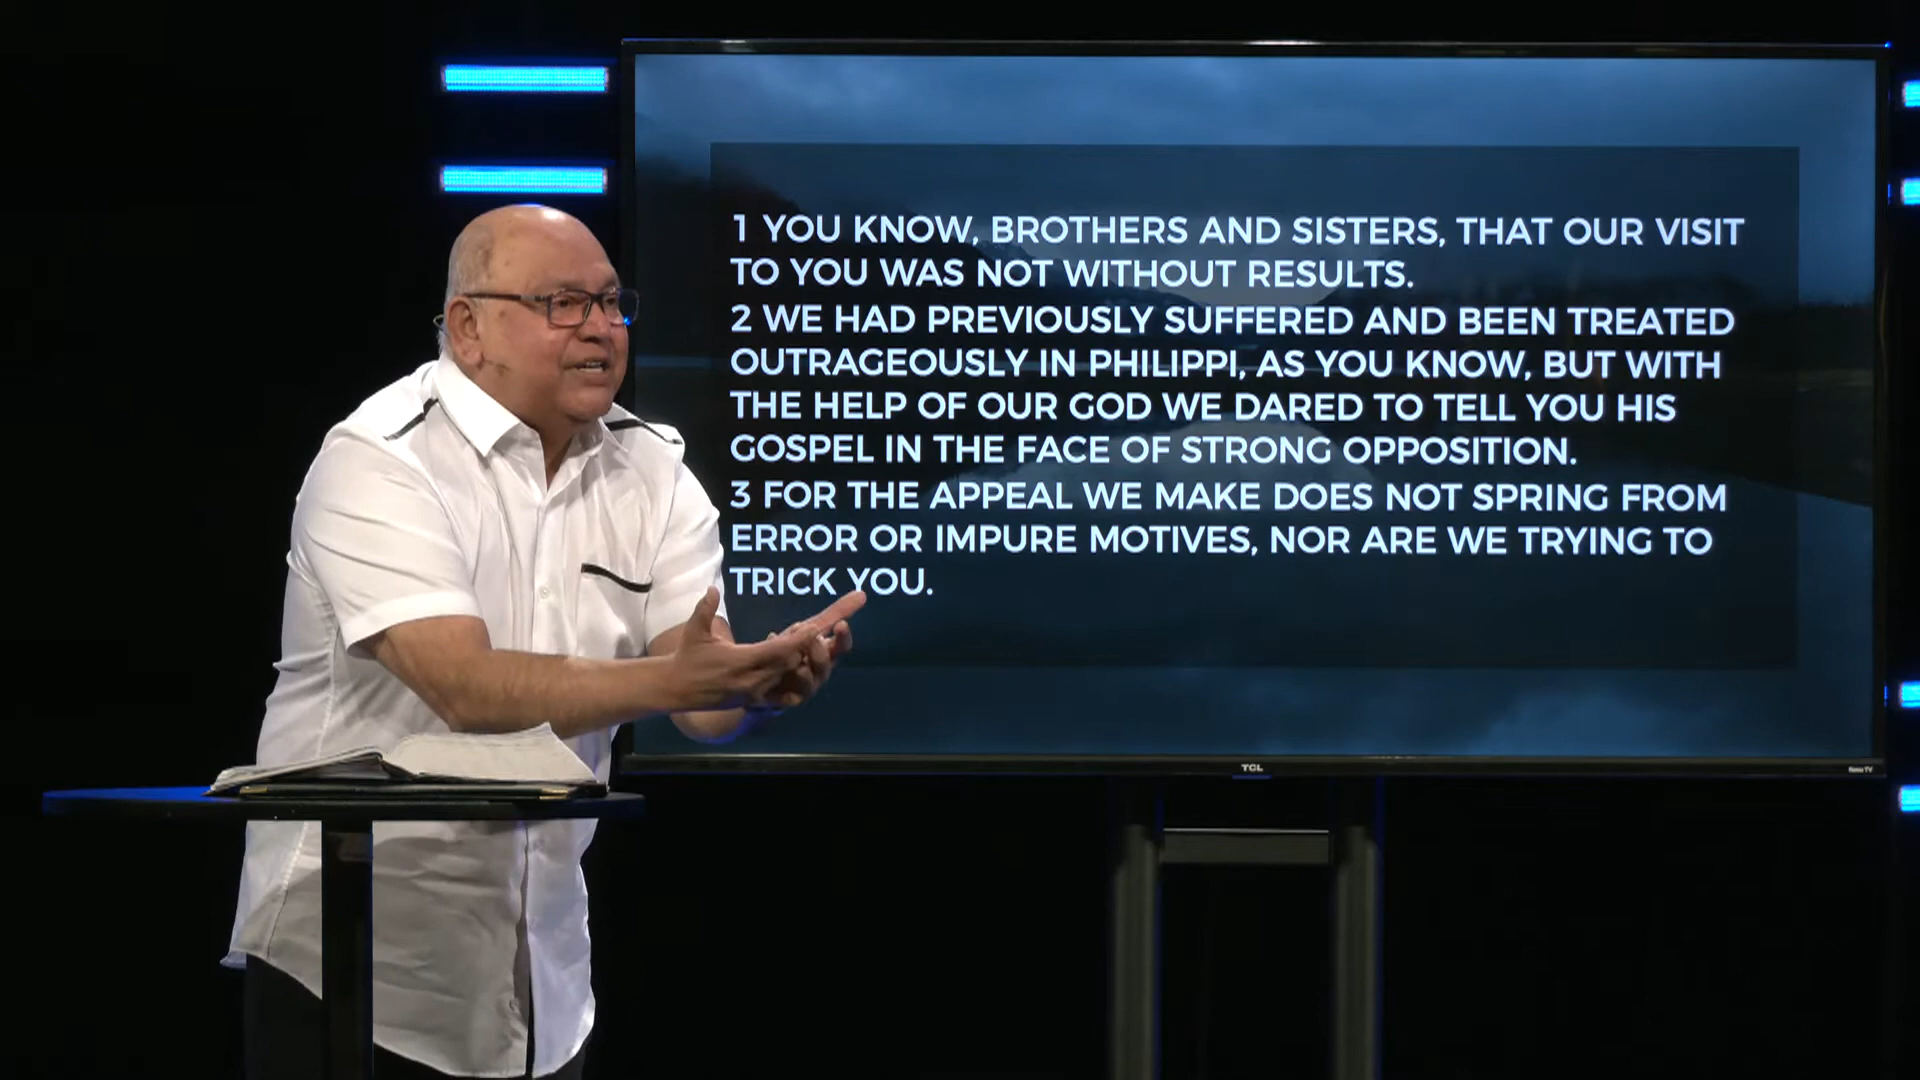 1 YOU KNOW, BROTHERS AND SISTERS, THAT OUR VISIT
TO YOU WAS NOT WITHOUT RESULTS.
2 WE HAD PREVIOUSLY SUFFERED AND BEEN TREATED
OUTRAGEOUSLY IN PHILIPPI, AS YOU KNOW, BUT WITH
THE HELP OF OUR GOD WE DARED TO TELL YOU HIS
GOSPEL IN THE FACE OF STRONG OPPOSITION.
3 FOR THE APPEAL WE MAKE DOES NOT SPRING FROM
ERROR OR IMPURE MOTIVES, NOR ARE WE TRYING TO
TRICK YOU.
TCL
Roku TV